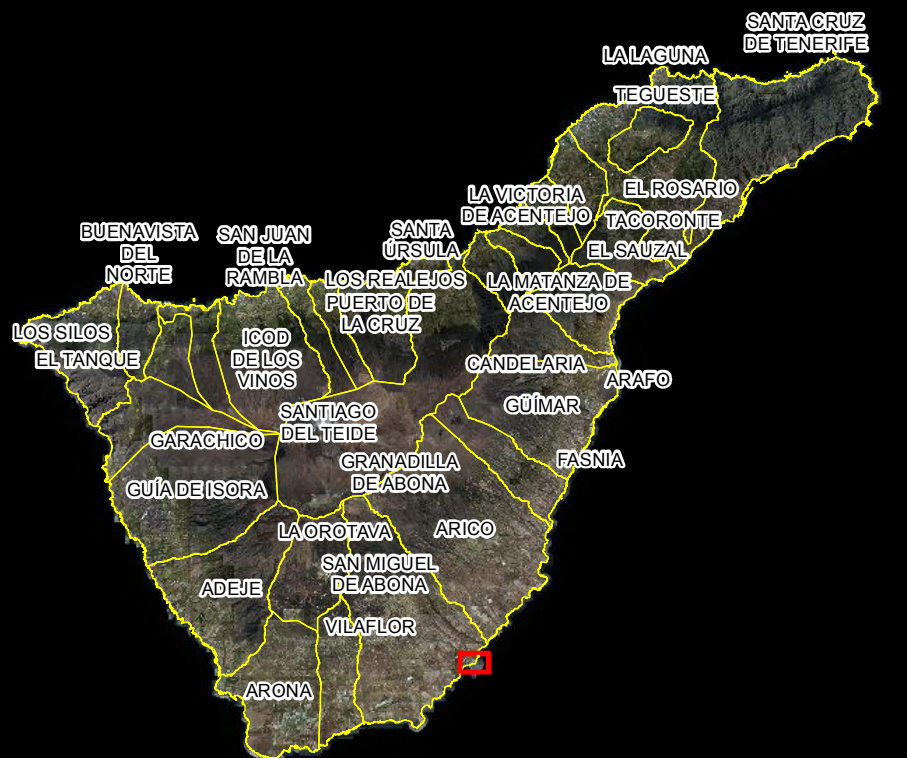 SANTA CRUZ
DE TENERIFE
LA LAGUNA
TEGUESTE
EL ROSARIO
LA VICTORIA
DE ACENTEJO
TACORONTE
EL SAUZAL
BUENAVISTA
DEL
NORTE
SAN JUAN
DE LA
RAMBLA
SANTA
ÚRSULA
LOS REALEJOS
LA MATANZA DE
ACENTEJO
PUERTO DE
LA CRUZ
LOS SILOS
EL TANQUE
ICOD
DE LOS
VINOS
CANDELARIA
ARAFO
GÜÍMAR
SANTIAGO
DEL TEIDE
GARACHICO
GRANADILLA
DE ABONA
FASNIA
GUÍA DE ISORA
LA OROTAVA
ARICO
SAN MIGUEL
DE ABONA
ADEJE
VILAFLOR
ARONA